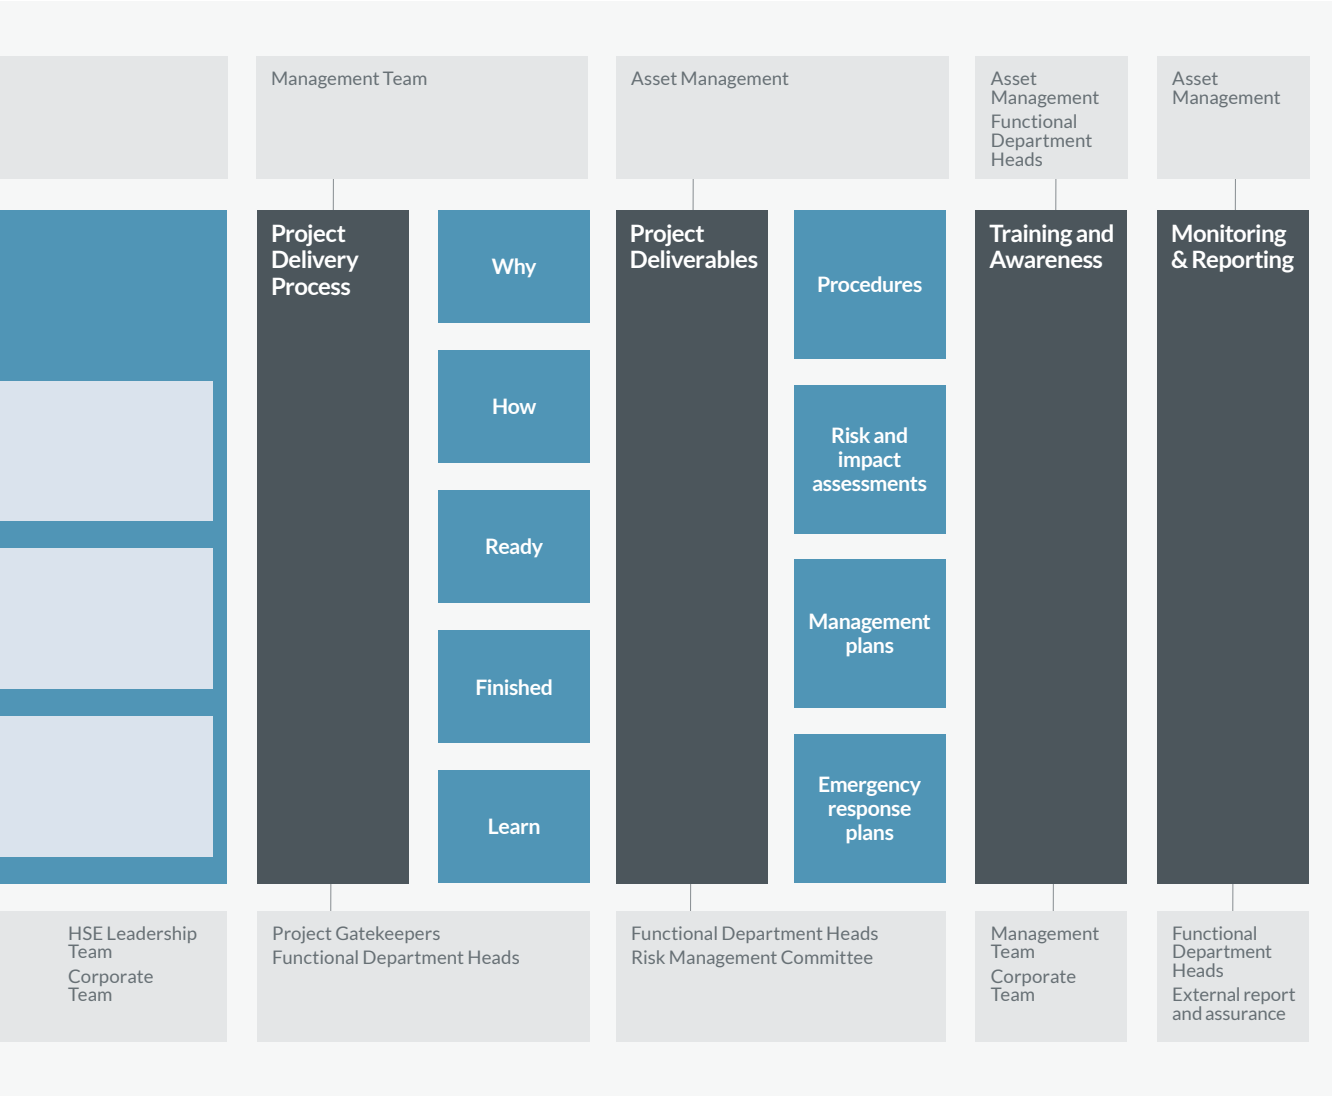 Management Team
Asset Management
Asset
Management
Functional
Department
Heads
Asset
Management
Project
Delivery
Process
Why
How
Ready
Finished
Learn
Project
Deliverables
Procedures
Risk and
impact
assessments
Management
plans
Emergency
response
plans
Training and
Awareness
Monitoring
& Reporting
HSE Leadership
Team
Corporate
Team
Project Gatekeepers
Functional Department Heads
Functional Department Heads
Risk Management Committee
Management
Team
Corporate
Team
Functional
Department
Heads
External report
and assurance